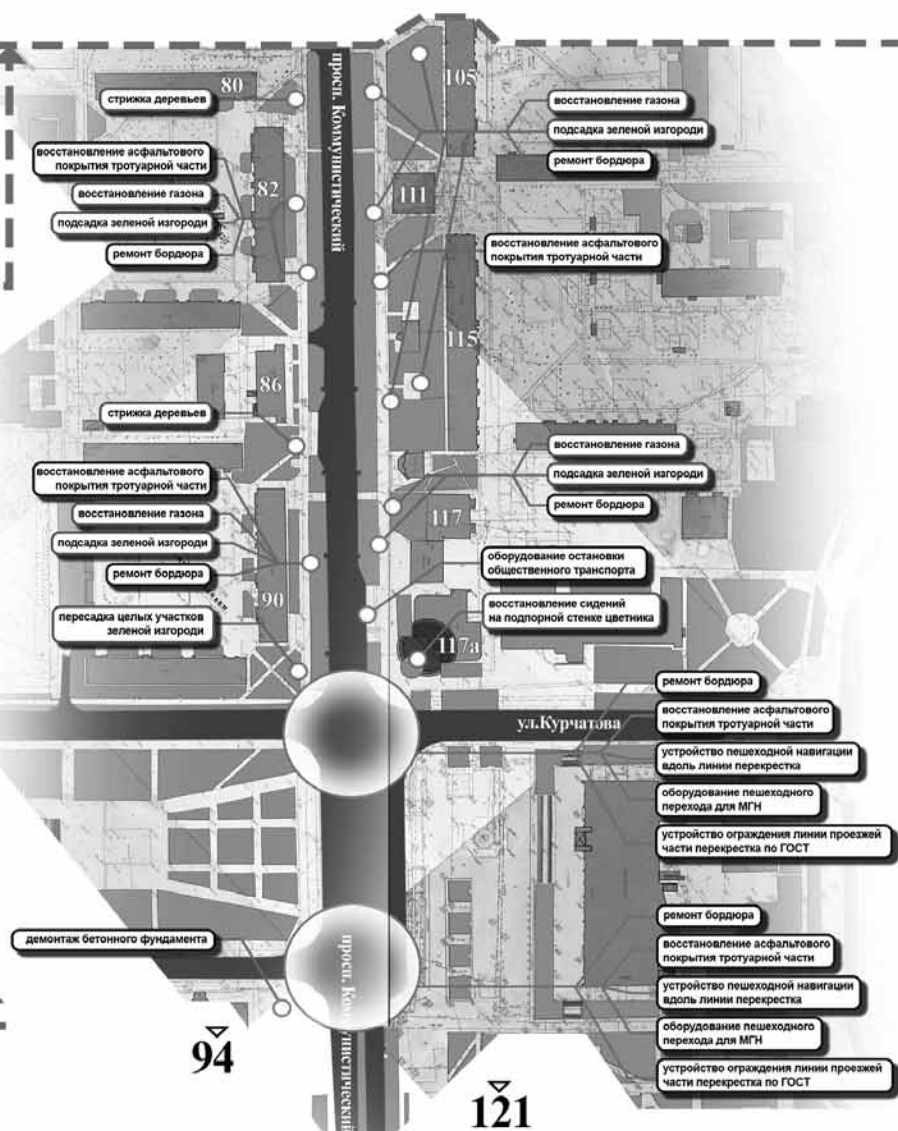 просп. Коммунистический
80
105
стрижка деревьев
восстановление газона
подсадка зеленой изгороди
ремонт бордюра
восстановление асфальтового
покрытия тротуарной части
восстановление газона
подсадка зеленой изгороди
ремонт бордюра
82
111
восстановление асфальтового
покрытия тротуарной части
115
86
стрижка деревьев
восстановление газона
подсадка зеленой изгороди
ремонт бордюра
восстановление асфальтового
покрытия тротуарной части
восстановление газона
подсадка зеленой изгороди
ремонт бордюра
пересадка целых участков
зеленой изгороди
90
117
оборудование остановки
общественного транспорта
восстановление сидений
на подпорной стенке цветника
117а
ул.Курчатова
ремонт бордюра
восстановление асфальтового
покрытия тротуарной части
устройство пешеходной навигации
вдоль линии перекрестка
оборудование пешеходного
перехода для МГН
устройство ограждения линии проезжей
части перекрестка по ГОСТ
демонтаж бетонного фундамента
ремонт бордюра
восстановление асфальтового
покрытия тротуарной части
устройство пешеходной навигации
вдоль линии перекрестка
оборудование пешеходного
перехода для МГН
устройство ограждения линии проезжей
части перекрестка по ГОСТ
просп. Коммунистический
94
121